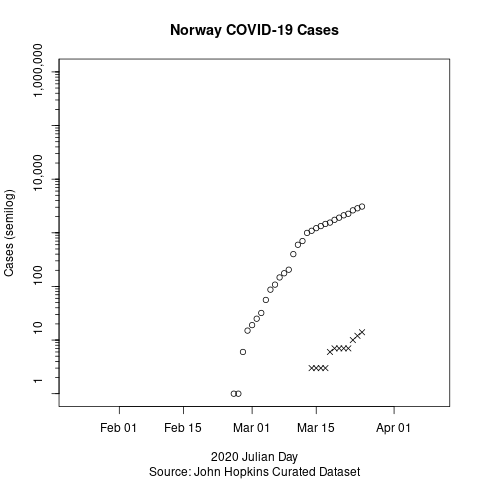 Norway COVID-19 Cases
1,000,000
10,000
100
10
1
Cases (semilog)
Feb 01 Feb 15 Mar 01 Mar 15 Apr 01
2020 Julian Day
Source: John Hopkins Curated Dataset